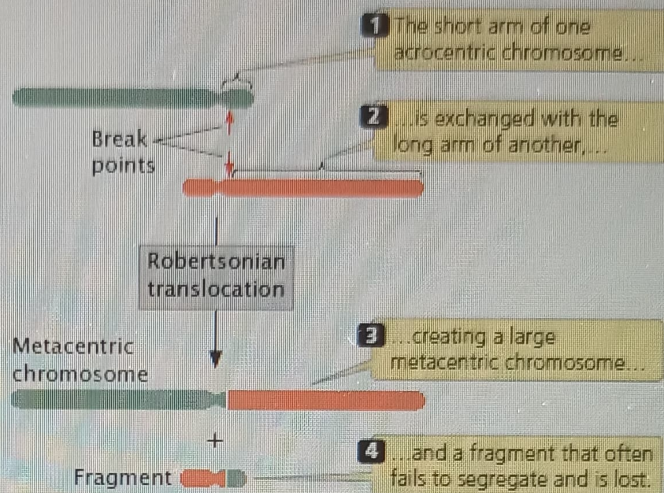 1 The short arm of one
acrocentric chromosome...
2 ...is exchanged with the
long arm of another,...
Break
points
Robertsonian
translocation
Metacentric
chromosome
3 ...creating a large
metacentric chromosome...
+
4 ...and a fragment that often
fails to segregate and is lost.
Fragment